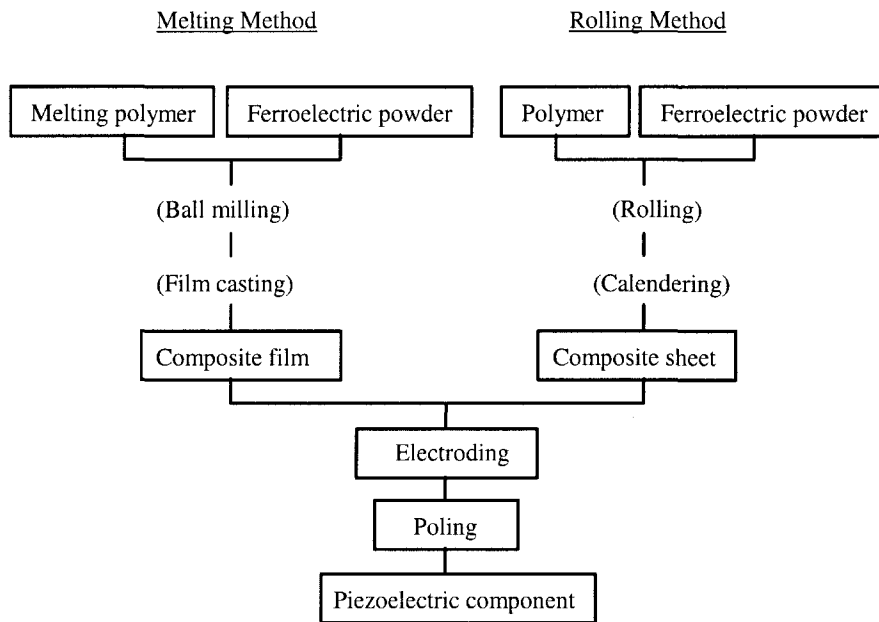 Melting Method
Rolling Method
Melting polymer
Ferroelectric powder
Polymer
Ferroelectric powder
(Ball milling)
(Rolling)
(Film casting)
(Calendering)
Composite film
Composite sheet
Electroding
Poling
Piezoelectric component